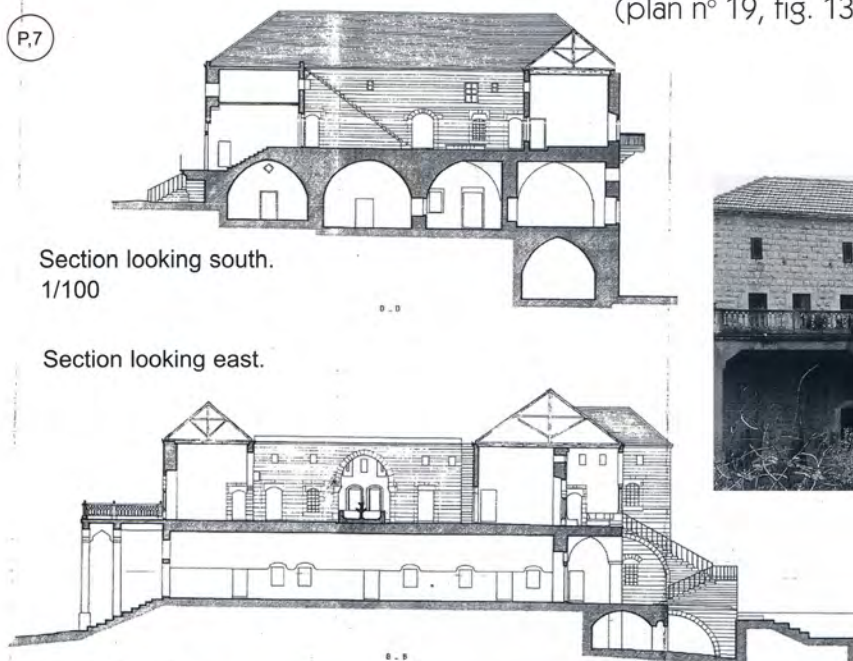 (plan n° 19, fig. 13
P,7
Section looking south.
1/100
D - D
Section looking east.
B - B